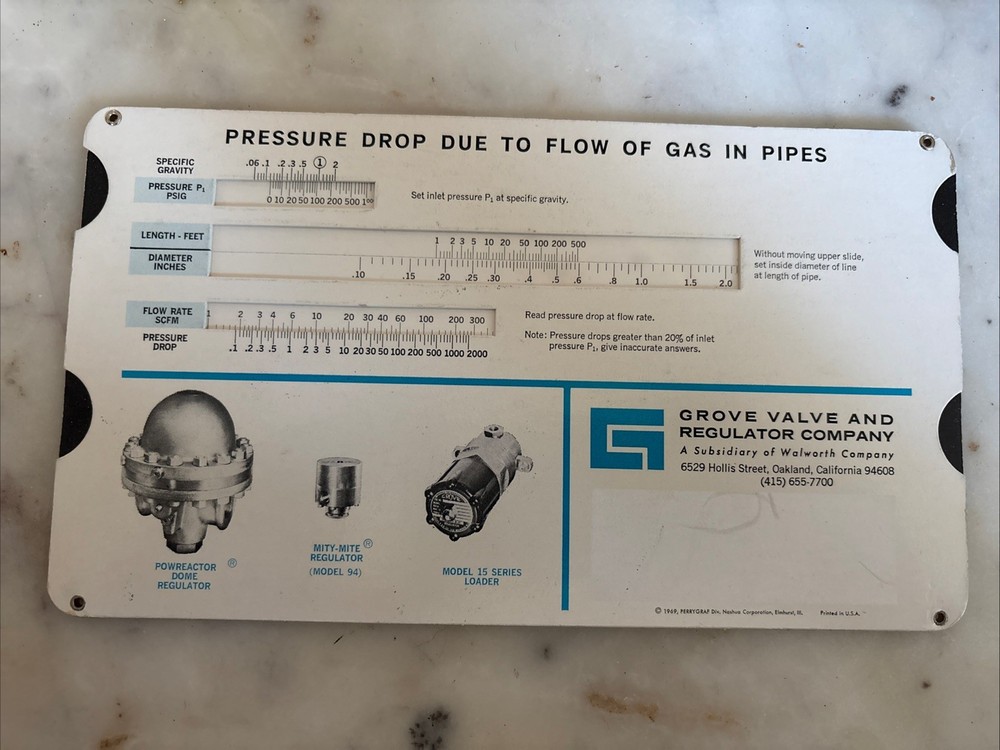 PRESSURE DROP DUE TO FLOW OF GAS IN PIPES
SPECIFIC
GRAVITY
.06 .1 .2 .3 .5 1 2
PRESSURE P₁
PSIG
0 10 20 50 100 200 500
Set inlet pressure P₁ at specific gravity.
LENGTH - FEET
1 2 3 5 10 20 50 100 200 500
DIAMETER
INCHES
.10 .15 .20 .25 .30 .4 .5 .6 .8 1.0 1.5 2.0
Without moving upper slide,
set inside diameter of line
at length of pipe.
FLOW RATE
SCFM
1 2 3 4 6 10 20 30 40 60 100 200 300
PRESSURE
DROP
.1 .2 .3 .5 1 2 3 5 10 20 30 50 100 200 500 1000 2000
Read pressure drop at flow rate.
Note: Pressure drops greater than 20% of inlet
pressure P₁, give inaccurate answers.
POWREACTOR ®
DOME
REGULATOR
MITY-MITE ®
REGULATOR
(MODEL 94)
GROVE
MODEL 15 SERIES
LOADER
GROVE VALVE AND
REGULATOR COMPANY
A Subsidiary of Walworth Company
6529 Hollis Street, Oakland, California 94608
(415) 655-7700
© 1969, PERRYGRAF Div. Nashua Corporation, Elmhurst, Ill. Printed in U.S.A.